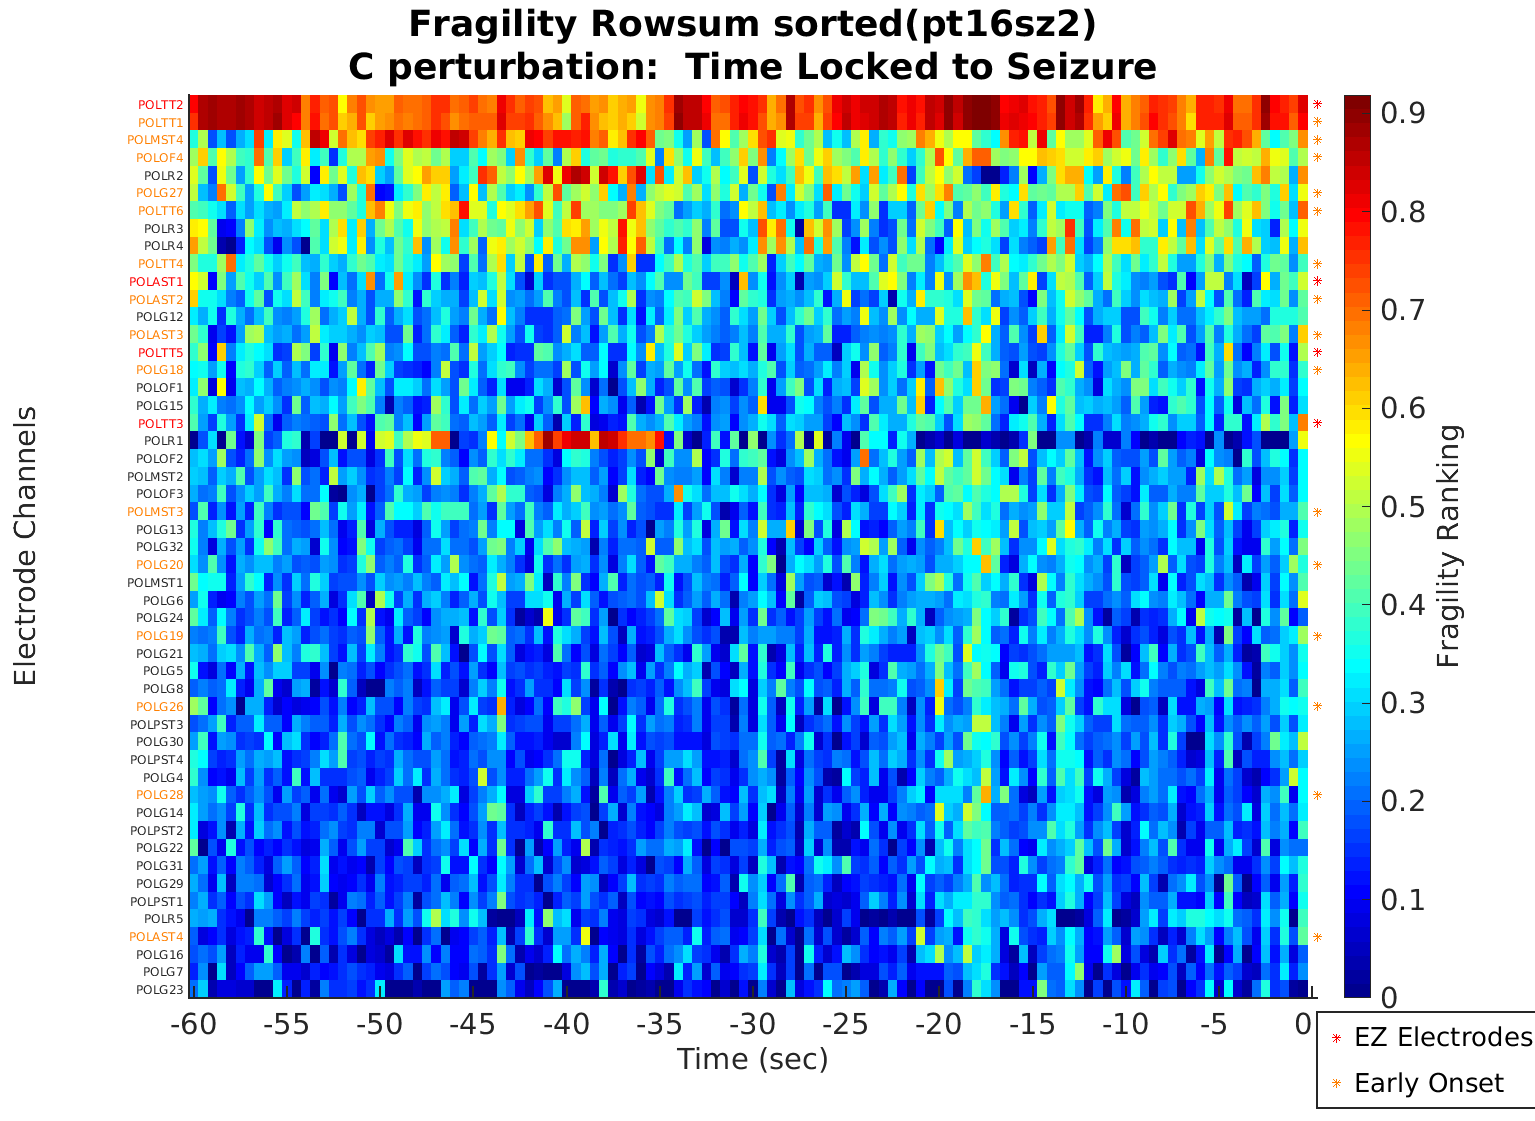 Fragility Rowsum sorted(pt16sz2)
C perturbation:  Time Locked to Seizure
Electrode Channels
POLTT2
POLTT1
POLMST4
POLOF4
POLR2
POLG27
POLTT6
POLR3
POLR4
POLTT4
POLAST1
POLAST2
POLG12
POLAST3
POLTT5
POLG18
POLOF1
POLG15
POLTT3
POLR1
POLOF2
POLMST2
POLOF3
POLMST3
POLG13
POLG32
POLG20
POLMST1
POLG6
POLG24
POLG19
POLG21
POLG5
POLG8
POLG26
POLPST3
POLG30
POLPST4
POLG4
POLG28
POLG14
POLPST2
POLG22
POLG31
POLG29
POLPST1
POLR5
POLAST4
POLG16
POLG7
POLG23
-60 -55 -50 -45 -40 -35 -30 -25 -20 -15 -10 -5 0
Time (sec)
0.9
0.8
0.7
0.6
0.5
0.4
0.3
0.2
0.1
0
Fragility Ranking
EZ Electrodes
Early Onset